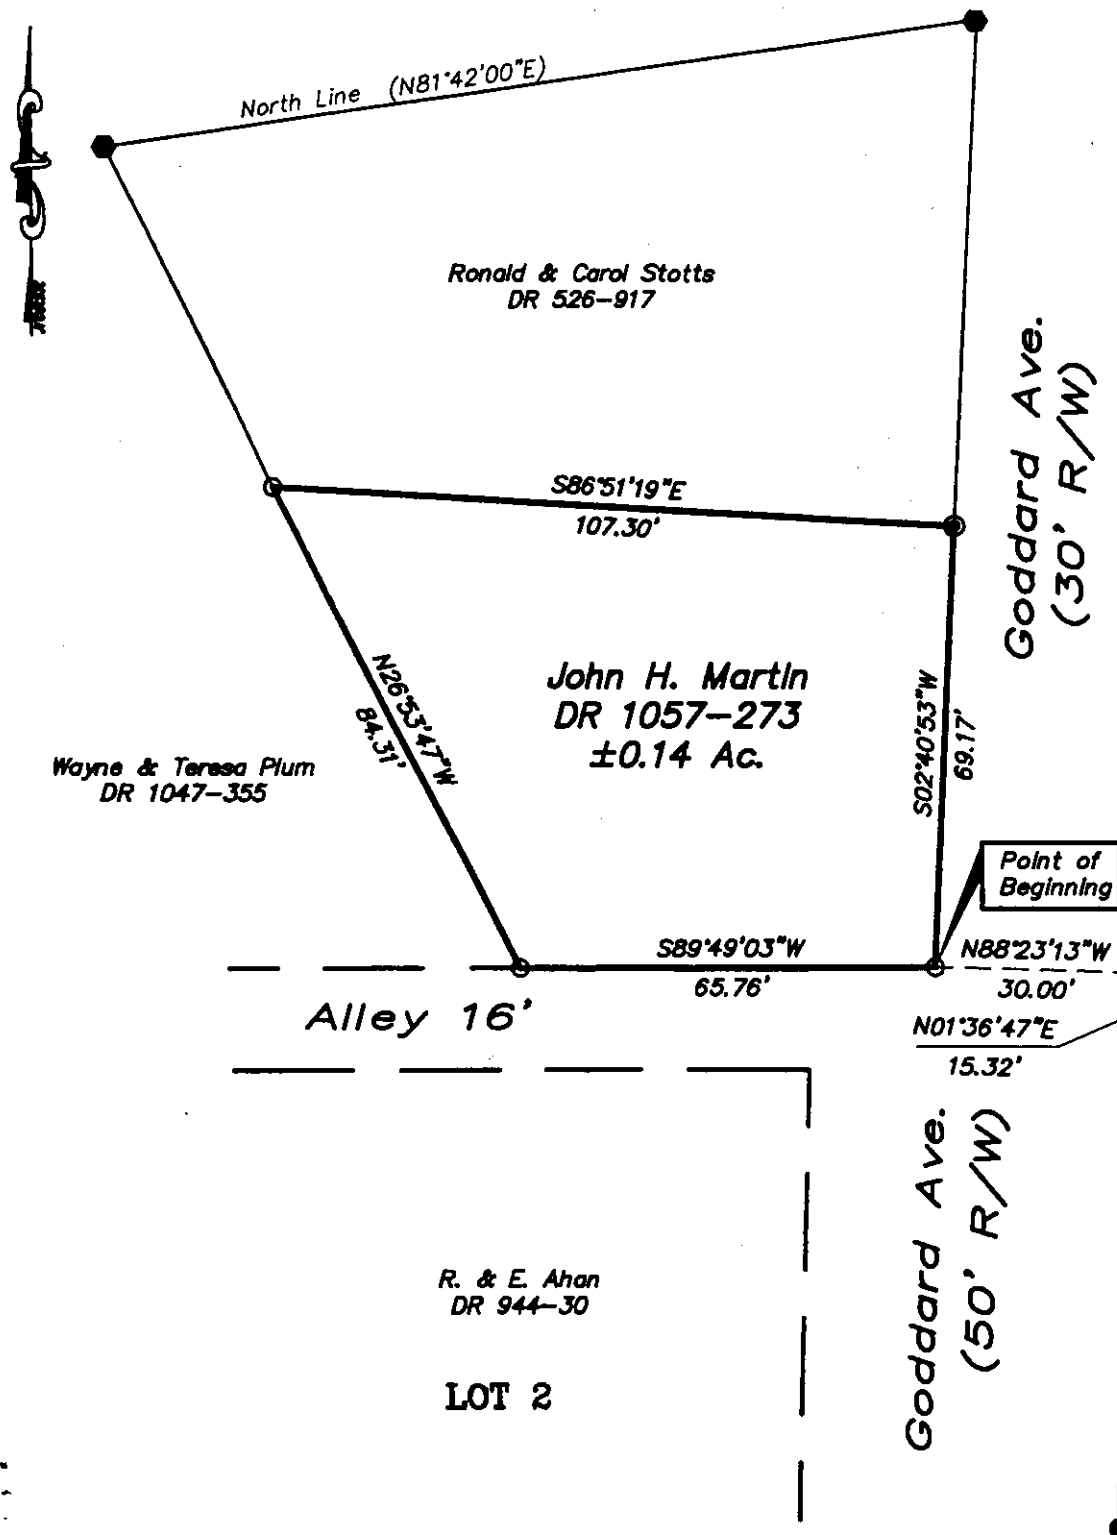 North Line (N81°42'00"E)
Ronald & Carol Stotts
DR 526-917
Goddard Ave.
(30' R/W)
S86°51'19"E
107.30'
N26°53'47"W
84.31'
John H. Martin
DR 1057-273
±0.14 Ac.
S02°40'53"W
69.17'
Wayne & Teresa Plum
DR 1047-355
Point of
Beginning
S89°49'03"W
65.76'
N88°23'13"W
30.00'
Alley 16'
N01°36'47"E
15.32'
Goddard Ave.
(50' R/W)
R. & E. Ahan
DR 944-30
LOT 2